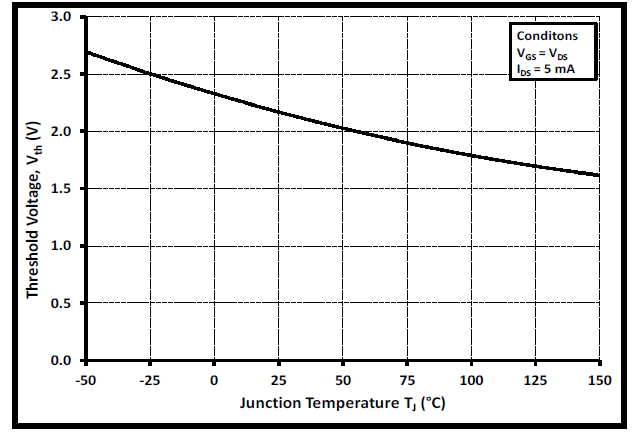 3.0
2.5
2.0
1.5
1.0
0.5
0.0
Threshold Voltage, Vth (V)
Conditons
VGS = VDS
IDS = 5 mA
-50 -25 0 25 50 75 100 125 150
Junction Temperature TJ (°C)